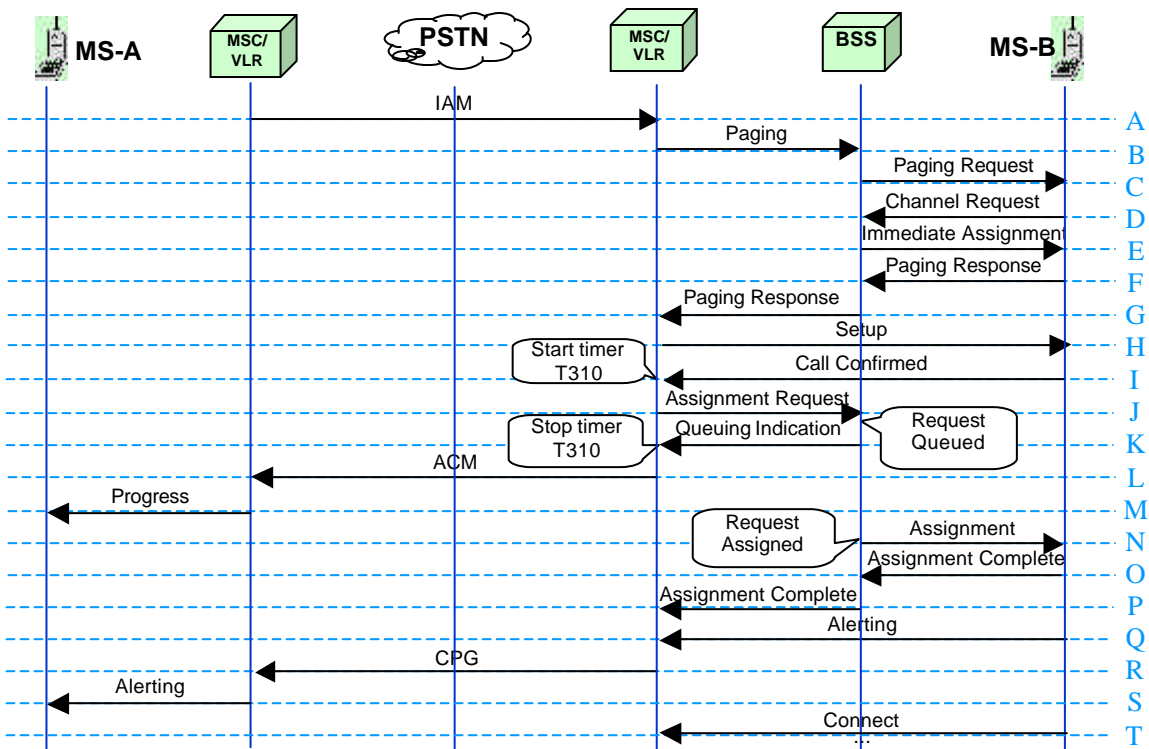 MS-A
MSC/
VLR
PSTN
MSC/
VLR
BSS
MS-B
IAM
A
Paging
B
Paging Request
C
Channel Request
D
Immediate Assignment
E
Paging Response
F
Paging Response
G
Setup
H
Start timer
T310
Call Confirmed
I
Assignment Request
J
Stop timer
T310
Queuing Indication
Request
Queued
K
ACM
L
Progress
M
Request
Assigned
Assignment
N
Assignment Complete
O
Assignment Complete
P
Alerting
Q
CPG
R
Alerting
S
Connect
T
...